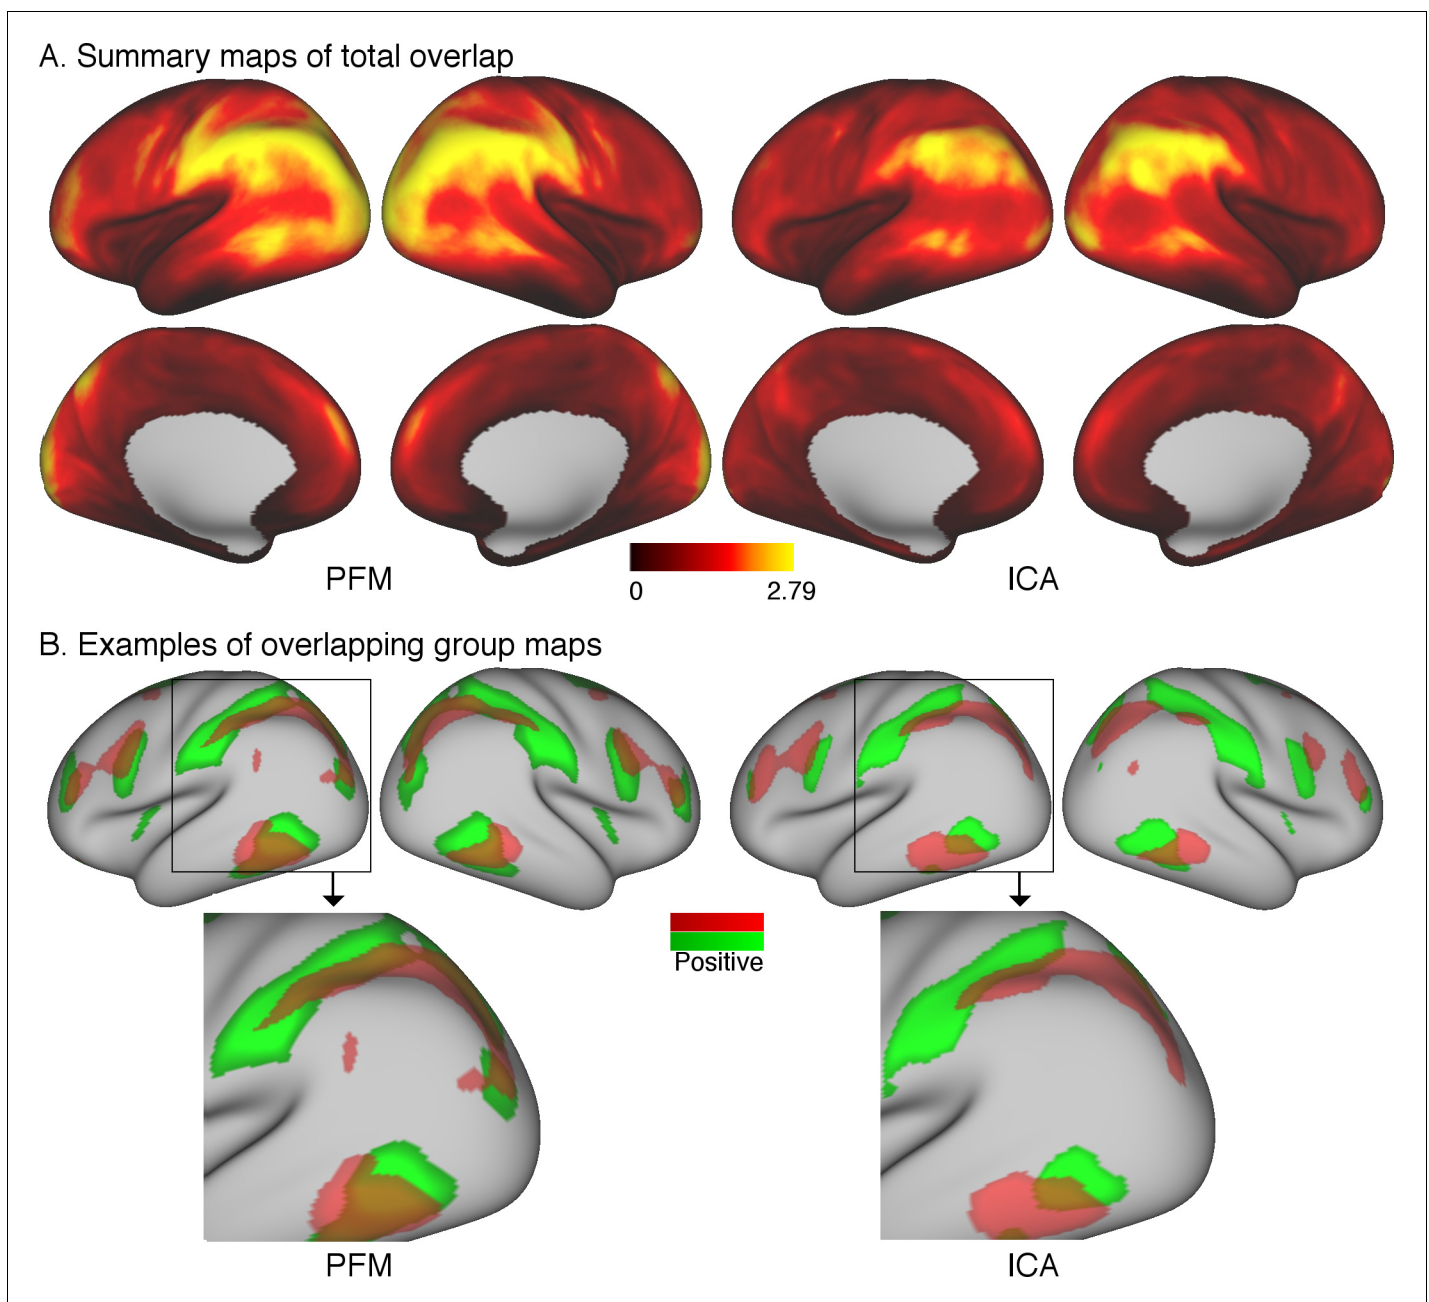 A. Summary maps of total overlap
PFM
ICA
0
2.79
B. Examples of overlapping group maps
Positive
PFM
ICA